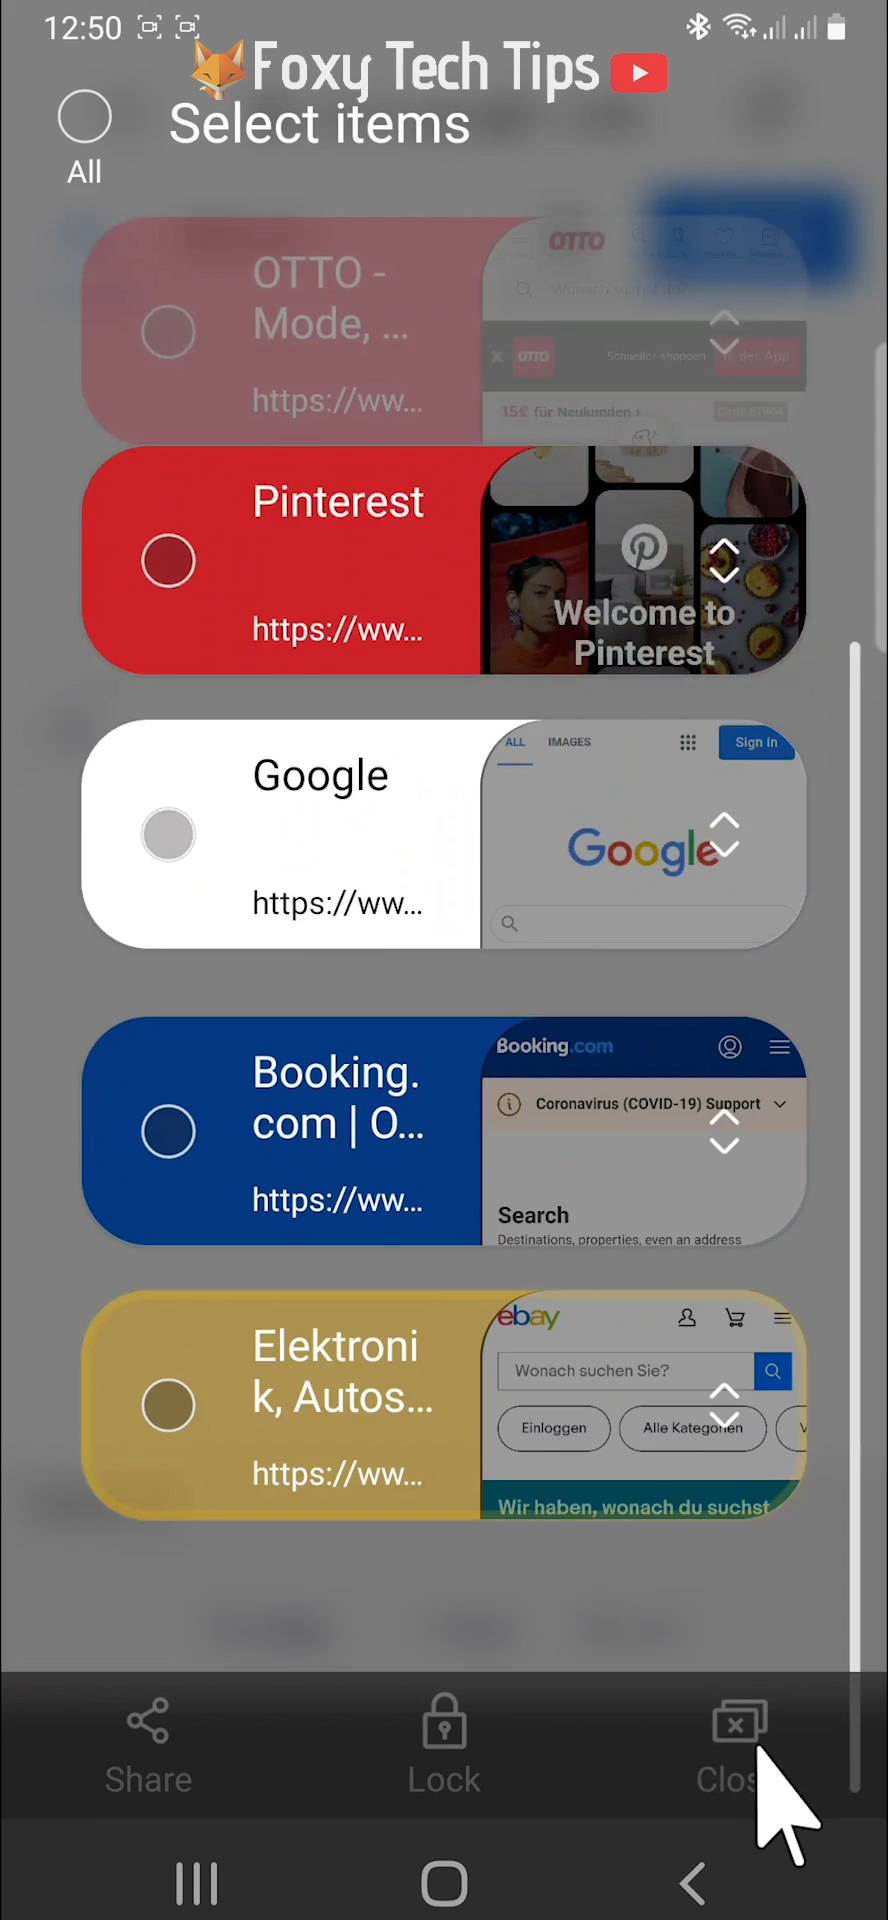 12:50
Foxy Tech Tips
Select items
All
OTTO -
Mode, ...
https://ww...
OTTO
Wonach suchst du?
OTTO
Schneller shoppen
In der App
15€ für Neukunden >
Pinterest
https://ww...
Welcome to
Pinterest
Google
https://ww...
ALL IMAGES
Sign in
Google
Booking.
com | O...
https://ww...
Booking.com
Coronavirus (COVID-19) Support
Search
Destinations, properties, even an address
Elektroni
k, Autos...
https://ww...
ebay
Wonach suchen Sie?
Einloggen
Alle Kategorien
V
Wir haben, wonach du suchst
Share
Lock
Clos